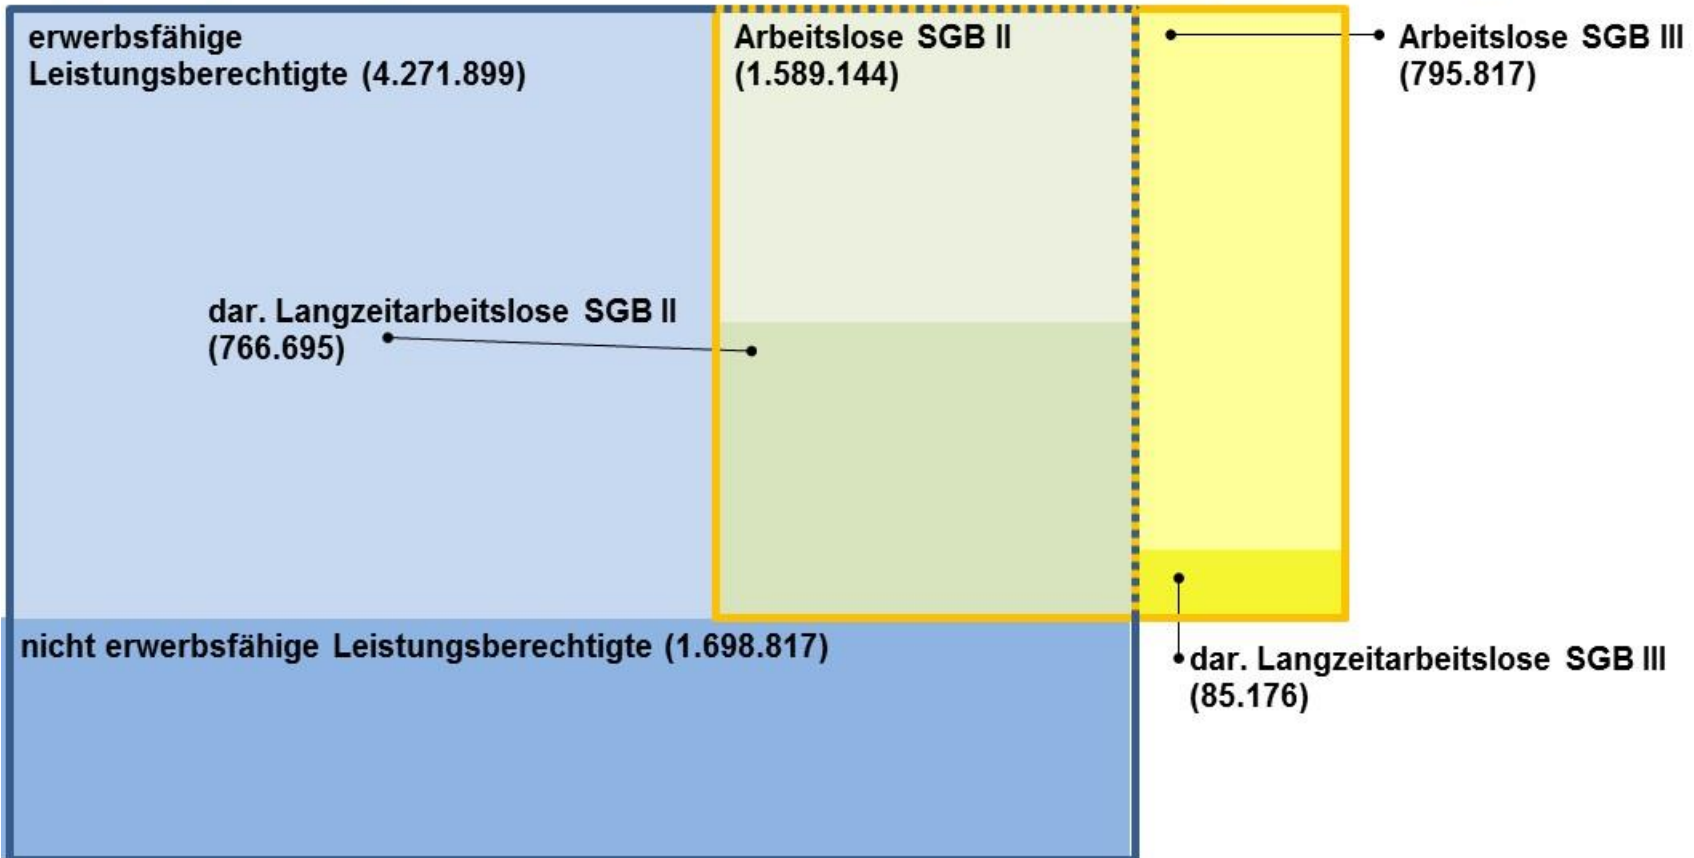 erwerbsfähige
Leistungsberechtigte (4.271.899)
Arbeitslose SGB II
(1.589.144)
Arbeitslose SGB III
(795.817)
dar. Langzeitarbeitslose SGB II
(766.695)
nicht erwerbsfähige Leistungsberechtigte (1.698.817)
dar. Langzeitarbeitslose SGB III
(85.176)